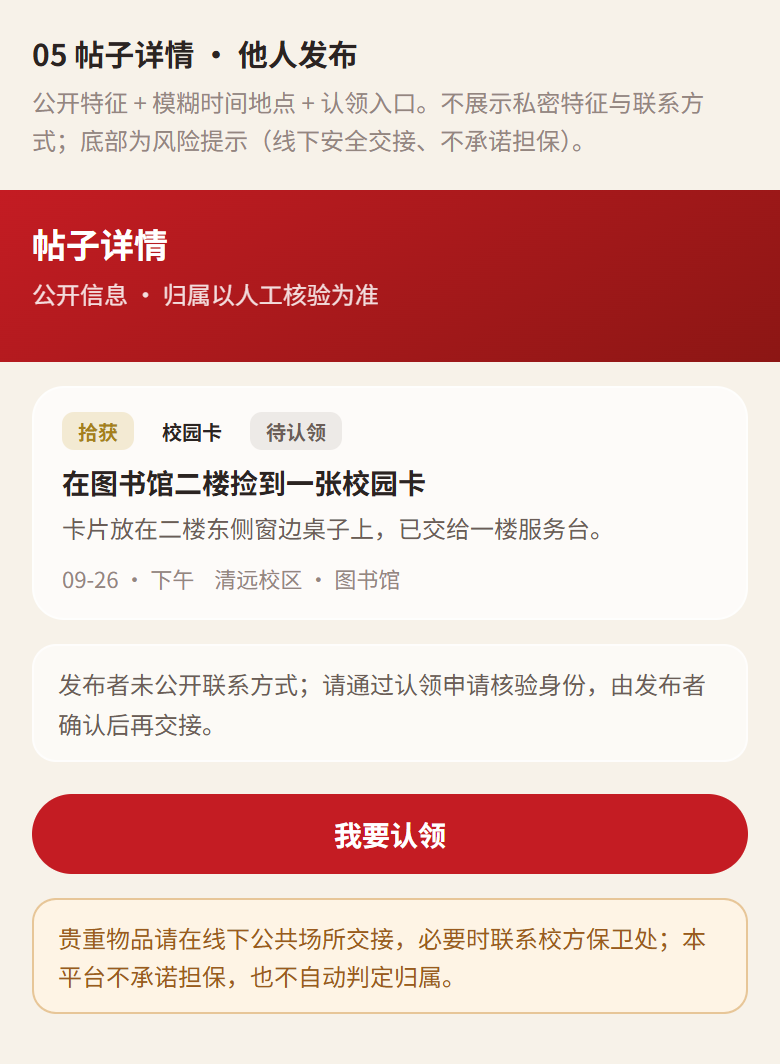 05 帖子详情 · 他人发布
公开特征 + 模糊时间地点 + 认领入口。不展示私密特征与联系方
式；底部为风险提示（线下安全交接、不承诺担保）。
帖子详情
公开信息 · 归属以人工核验为准
拾获 校园卡 待认领
在图书馆二楼捡到一张校园卡
卡片放在二楼东侧窗边桌子上，已交给一楼服务台。
09-26 · 下午 清远校区 · 图书馆
发布者未公开联系方式；请通过认领申请核验身份，由发布者
确认后再交接。
我要认领
贵重物品请在线下公共场所交接，必要时联系校方保卫处；本
平台不承诺担保，也不自动判定归属。